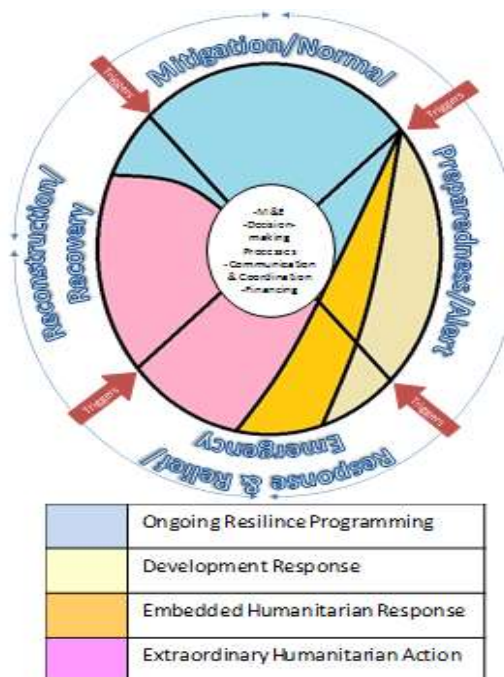 Mitigation/Normal
Triggers
Triggers
Preparedness/Alert
Reconstruction/
Recovery
-M&E
-Decision-
making
Processes
-Communication
& Coordination
-Financing
Triggers
Triggers
Response & Relief/
Emergency
Ongoing Resilince Programming
Development Response
Embedded Humanitarian Response
Extraordinary Humanitarian Action